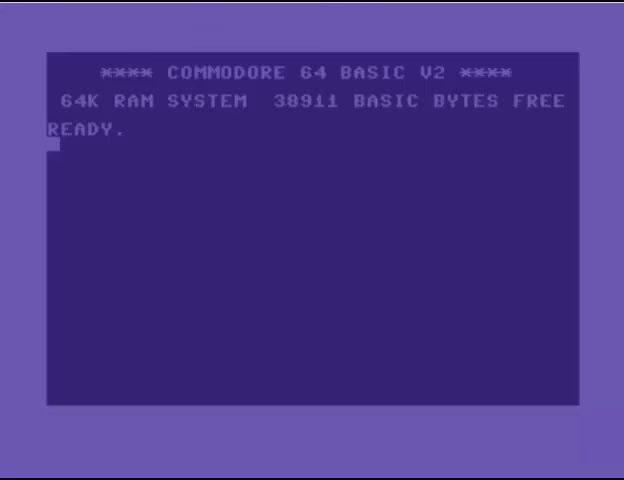 **** COMMODORE 64 BASIC V2 ****
64K RAM SYSTEM  38911 BASIC BYTES FREE
READY.